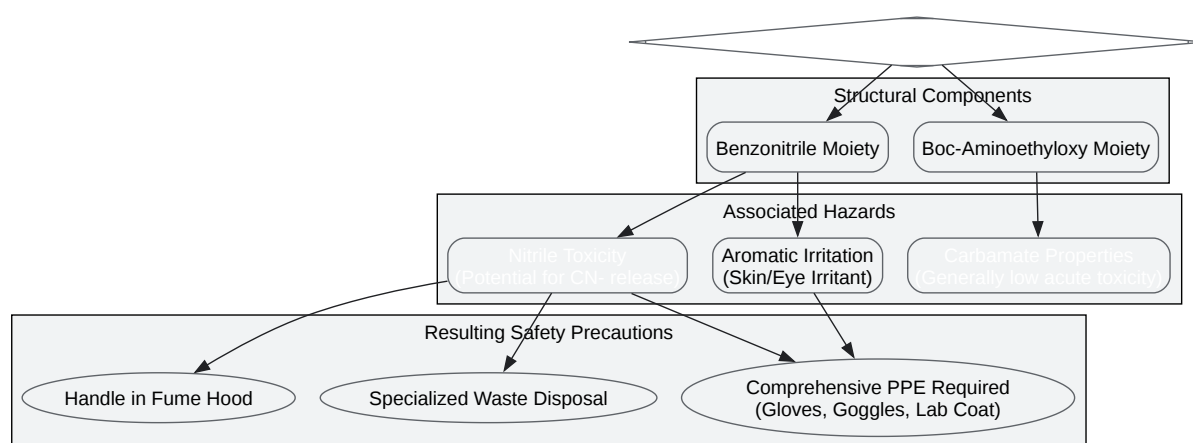 Structural Components
Benzonitrile Moiety
Boc-Aminoethyloxy Moiety
Associated Hazards
Nitrile Toxicity
(Potential for CN- release)
Aromatic Irritation
(Skin/Eye Irritant)
Carbamate Properties
(Generally low acute toxicity)
Resulting Safety Precautions
Handle in Fume Hood
Specialized Waste Disposal
Comprehensive PPE Required
(Gloves, Goggles, Lab Coat)